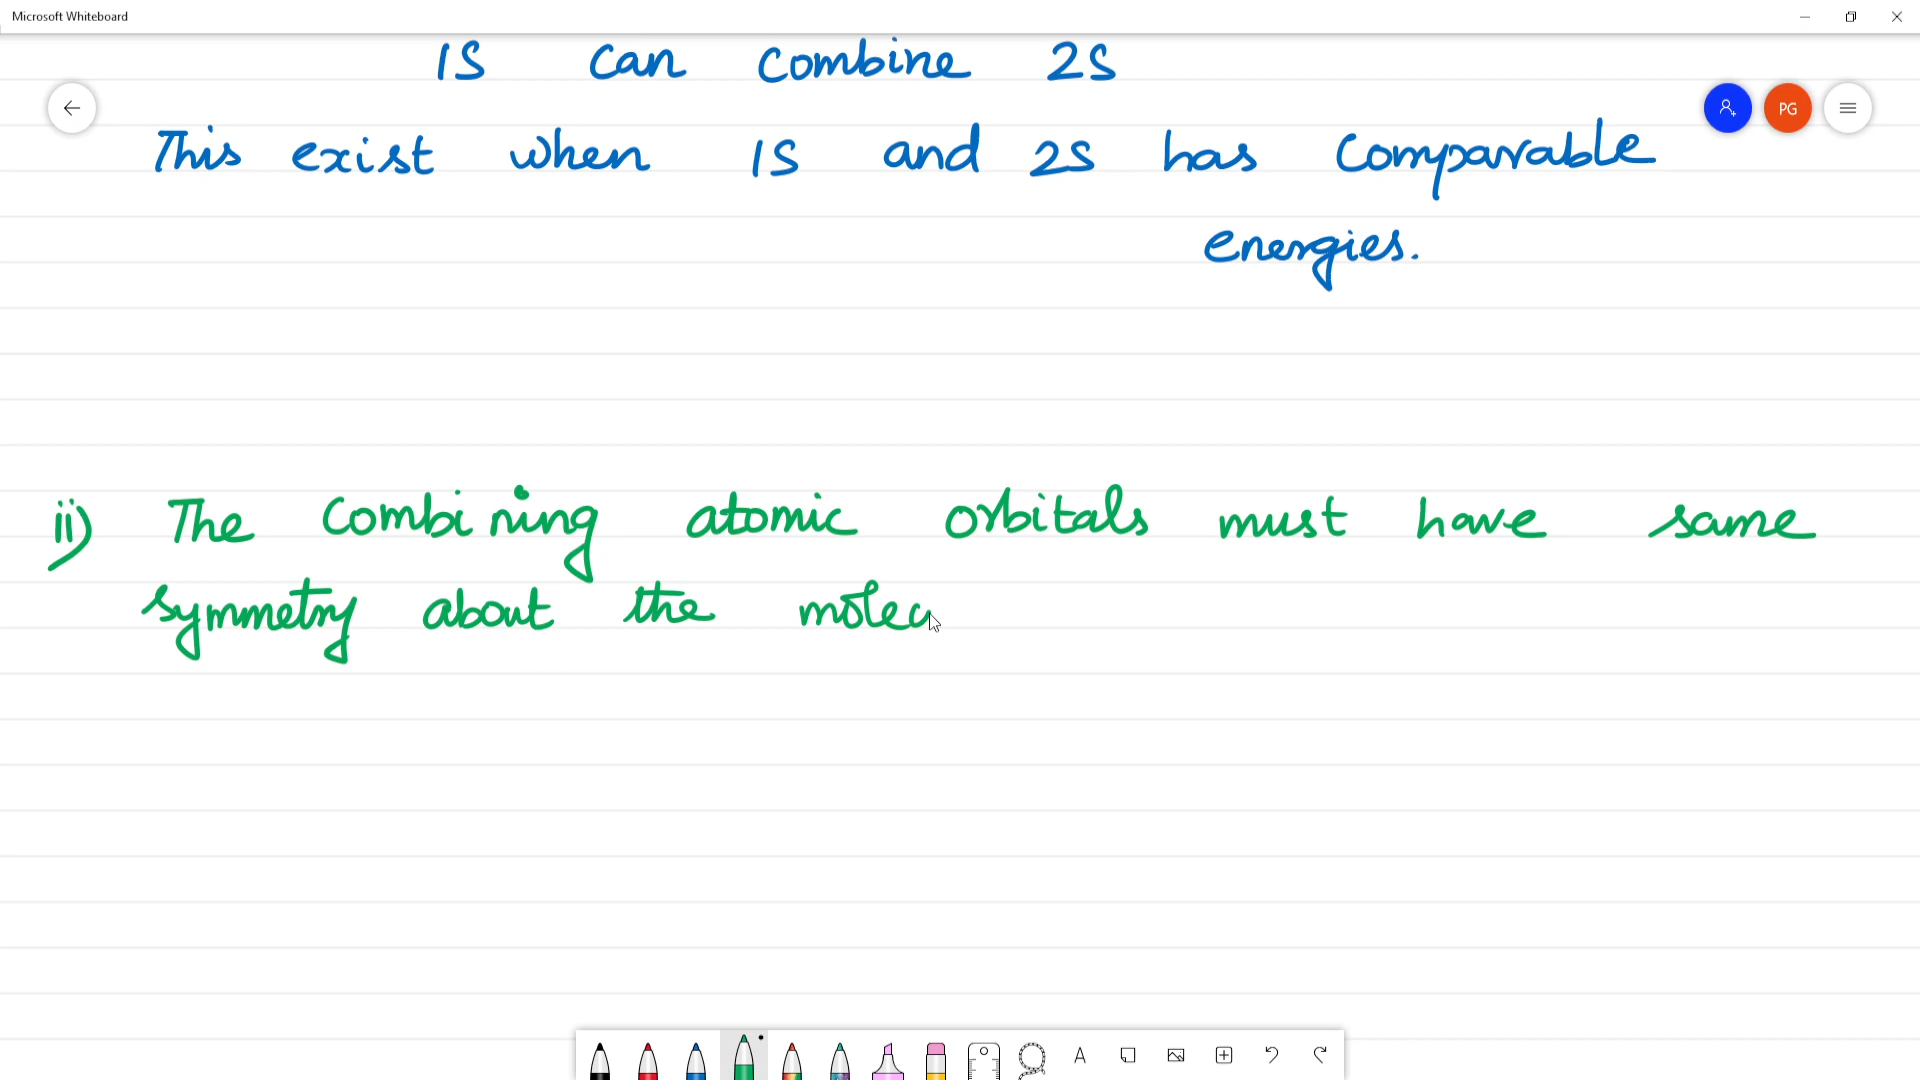 Microsoft Whiteboard
1S can combine 2S
This exist when 1S and 2S has comparable
PG
energies.
ii) The combining atomic orbitals must have same
symmetry about the molec
A